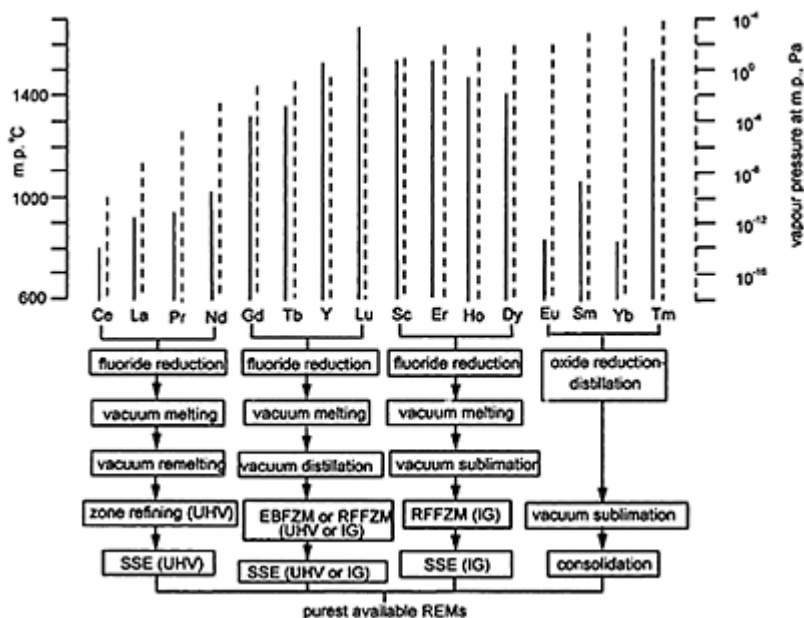 m p. °C
1400
1000
600
10⁻⁴
10⁰
10⁻⁴
10⁻⁸
10⁻¹²
10⁻¹⁶
vapour pressure at m p., Pa
Ce La Pr Nd Gd Tb Y Lu Sc Er Ho Dy Eu Sm Yb Tm
fluoride reduction
vacuum melting
vacuum remelting
zone refining (UHV)
SSE (UHV)
fluoride reduction
vacuum melting
vacuum distillation
EBFZM or RFFZM
(UHV or IG)
SSE (UHV or IG)
fluoride reduction
vacuum melting
vacuum sublimation
RFFZM (IG)
SSE (IG)
oxide reduction-
distillation
vacuum sublimation
consolidation
purest available REMs